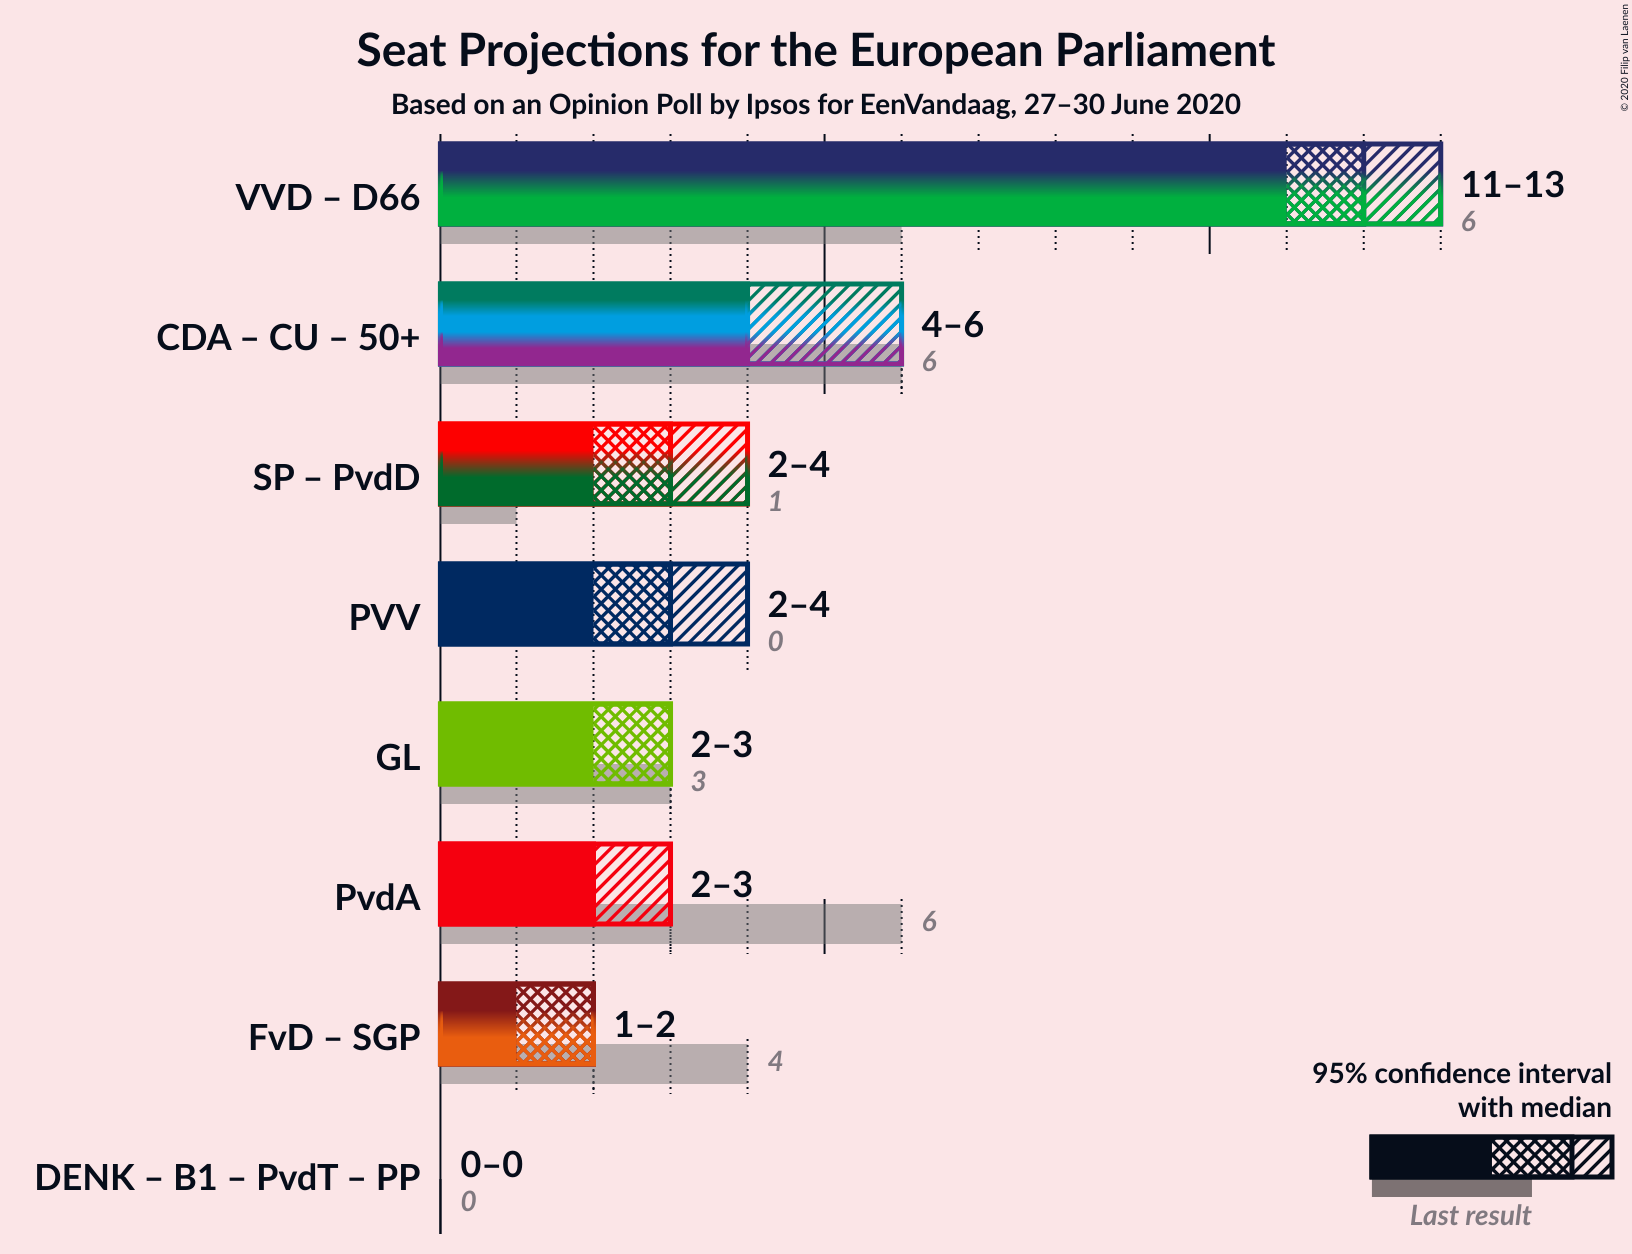 Seat Projections for the European Parliament
Based on an Opinion Poll by Ipsos for EenVandaag, 27–30 June 2020
© 2020 Filip van Laenen
VVD – D66
11–13
6
CDA – CU – 50+
4–6
6
SP – PvdD
2–4
1
PVV
2–4
0
GL
2–3
3
PvdA
2–3
6
FvD – SGP
1–2
4
DENK – B1 – PvdT – PP
0–0
0
95% confidence interval
with median
Last result